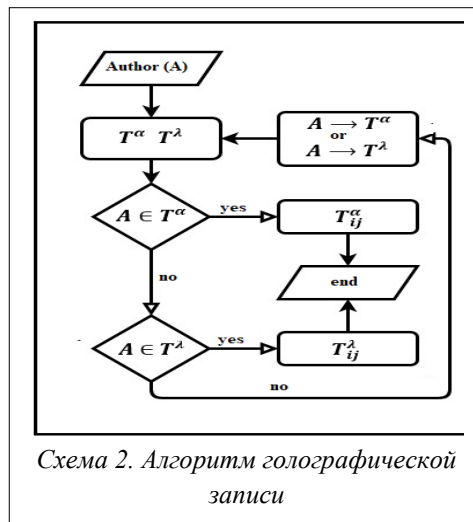 Author (A)
T^α T^λ
A → T^α
or
A → T^λ
A ∈ T^α
yes
T^α_ij
no
end
A ∈ T^λ
yes
T^λ_ij
no
Схема 2. Алгоритм голографической
записи